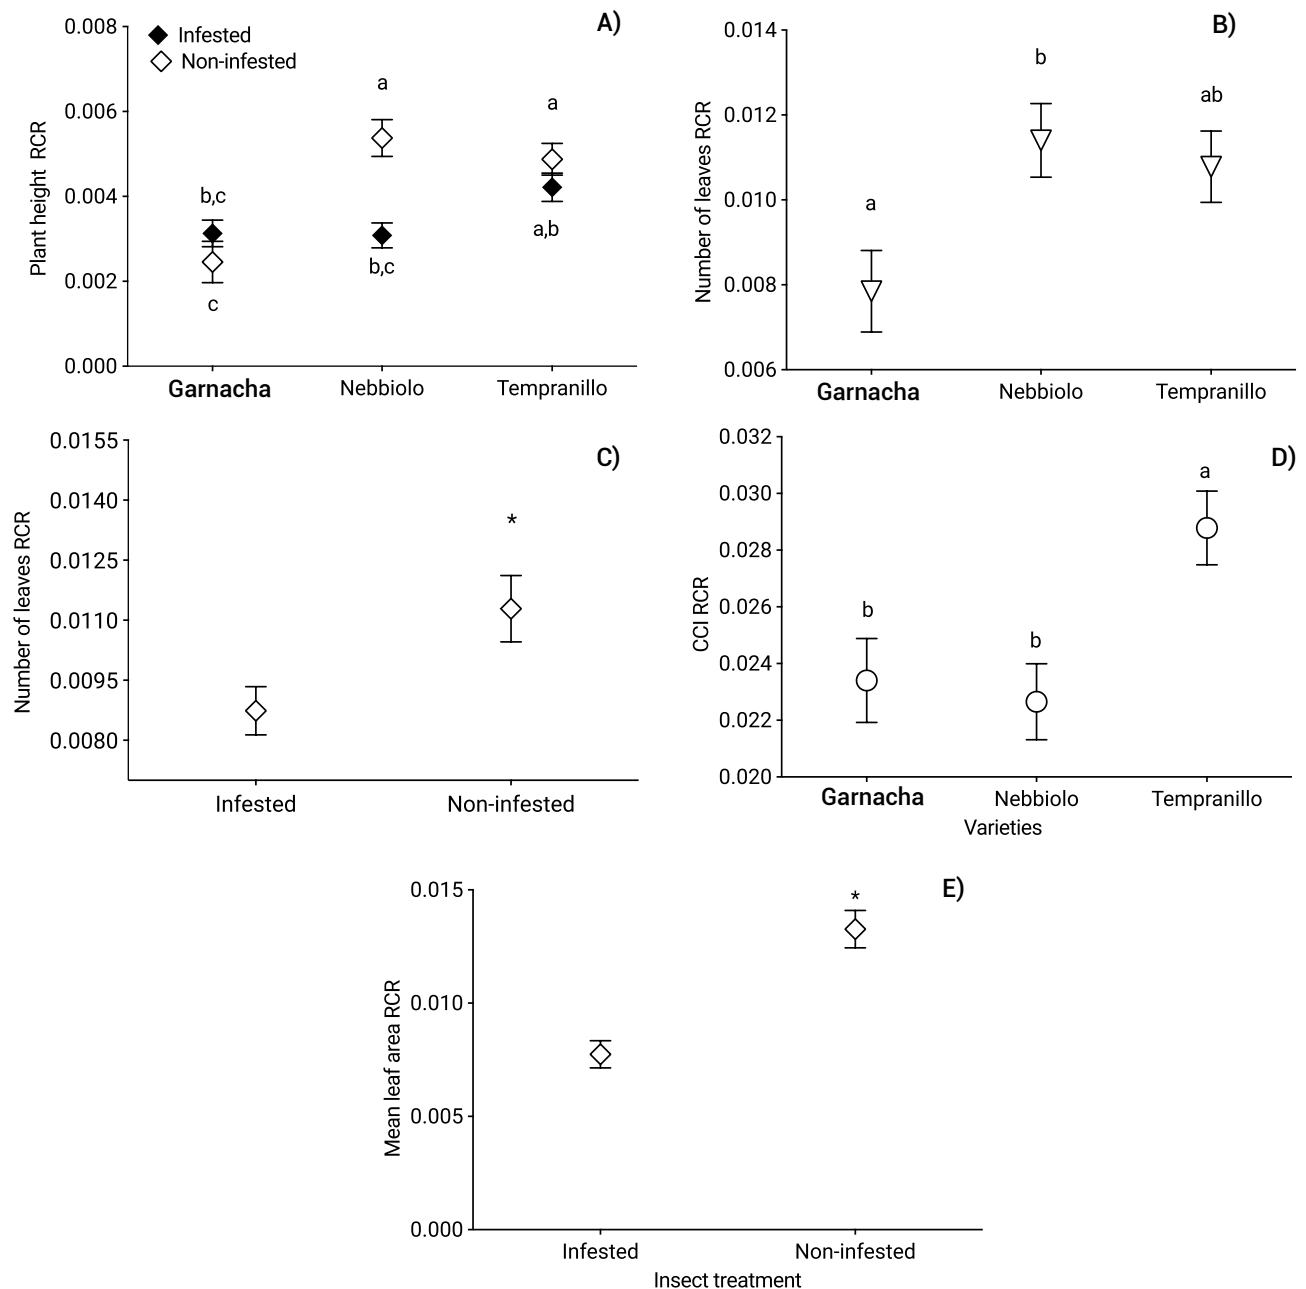 A)
Infested
Non-infested
Plant height RCR
0.008
0.006
0.004
0.002
0.000
b,c
c
a
b,c
a
a,b
Garnacha
Nebbiolo
Tempranillo
B)
Number of leaves RCR
0.014
0.012
0.010
0.008
0.006
a
b
ab
Garnacha
Nebbiolo
Tempranillo
C)
Number of leaves RCR
0.0155
0.0140
0.0125
0.0110
0.0095
0.0080
*
Infested
Non-infested
D)
CCI RCR
0.032
0.030
0.028
0.026
0.024
0.022
0.020
b
b
a
Garnacha
Nebbiolo
Tempranillo
Varieties
E)
Mean leaf area RCR
0.015
0.010
0.005
0.000
*
Infested
Non-infested
Insect treatment